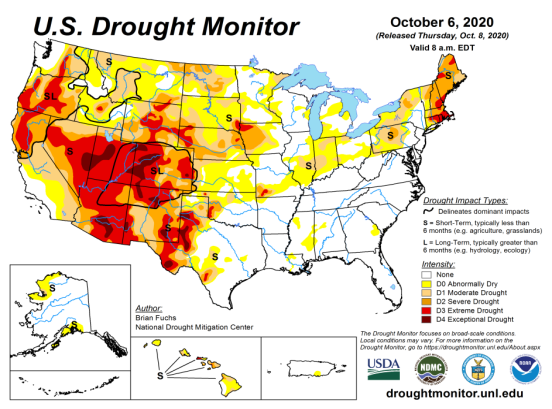 U.S. Drought Monitor
October 6, 2020
(Released Thursday, Oct. 8, 2020)
Valid 8 a.m. EDT
S
S
SL
S
S
S
S
SL
S
S
Drought Impact Types:
Delineates dominant impacts
S = Short-Term, typically less than
6 months (e.g. agriculture, grasslands)
L = Long-Term, typically greater than
6 months (e.g. hydrology, ecology)
Intensity:
None
D0 Abnormally Dry
D1 Moderate Drought
D2 Severe Drought
D3 Extreme Drought
D4 Exceptional Drought
S
S
Author:
Brian Fuchs
National Drought Mitigation Center
S
The Drought Monitor focuses on broad-scale conditions.
Local conditions may vary. For more information on the
Drought Monitor, go to https://droughtmonitor.unl.edu/About.aspx
USDA
NDMC
NOAA
droughtmonitor.unl.edu